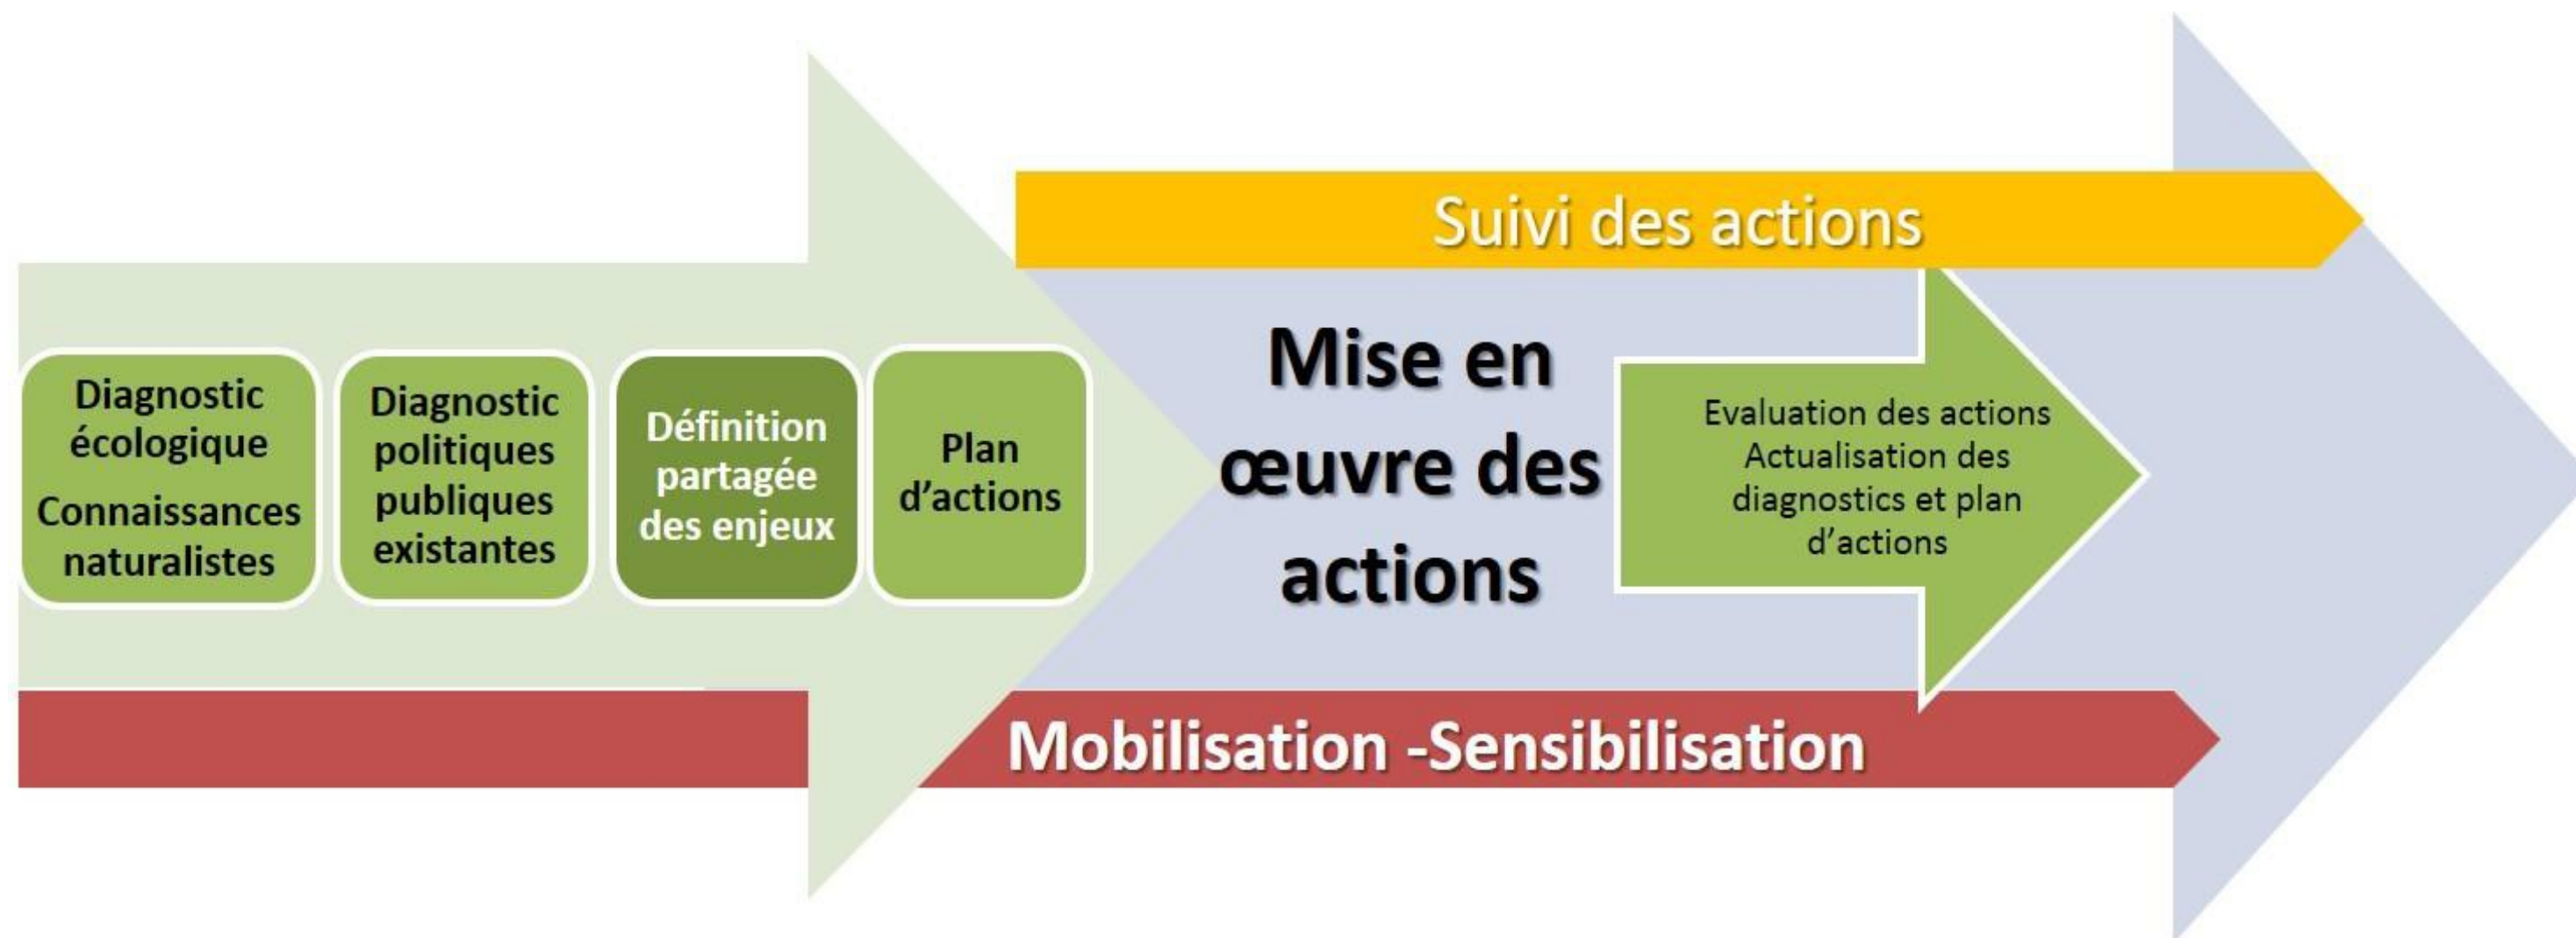 Suivi des actions
Diagnostic
écologique
Connaissances
naturalistes
Diagnostic
politiques
publiques
existantes
Définition
partagée
des enjeux
Plan
d’actions
Mise en
œuvre des
actions
Evaluation des actions
Actualisation des
diagnostics et plan
d’actions
Mobilisation -Sensibilisation